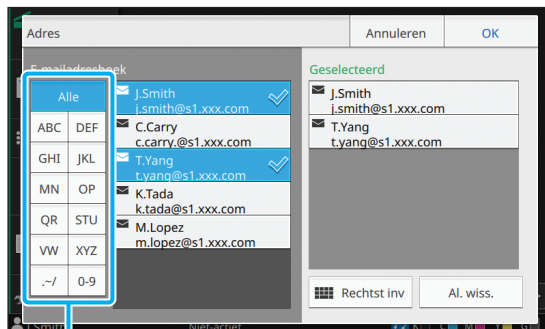 Adres
Annuleren
OK
E-mailadresboek
Geselecteerd
Alle
ABC DEF
GHI JKL
MN OP
QR STU
VW XYZ
.~/ 0-9
J.Smith
j.smith@s1.xxx.com
C.Carry
c.carry.@s1.xxx.com
T.Yang
t.yang@s1.xxx.com
K.Tada
k.tada@s1.xxx.com
M.Lopez
m.lopez@s1.xxx.com
J.Smith
j.smith@s1.xxx.com
T.Yang
t.yang@s1.xxx.com
Rechtst inv
Al. wiss.
J.Smith
Niet-actief
K C M Y